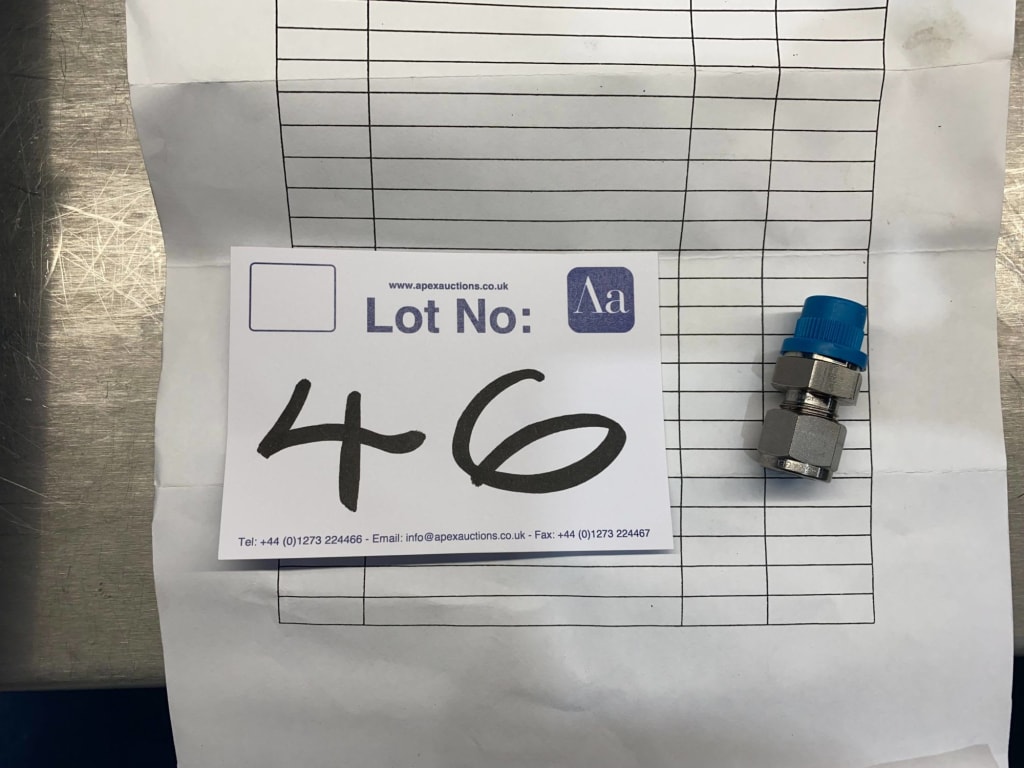 www.apexauctions.co.uk
Lot No:
Aa
46
Tel: +44 (0)1273 224466 - Email: info@apexauctions.co.uk - Fax: +44 (0)1273 224467